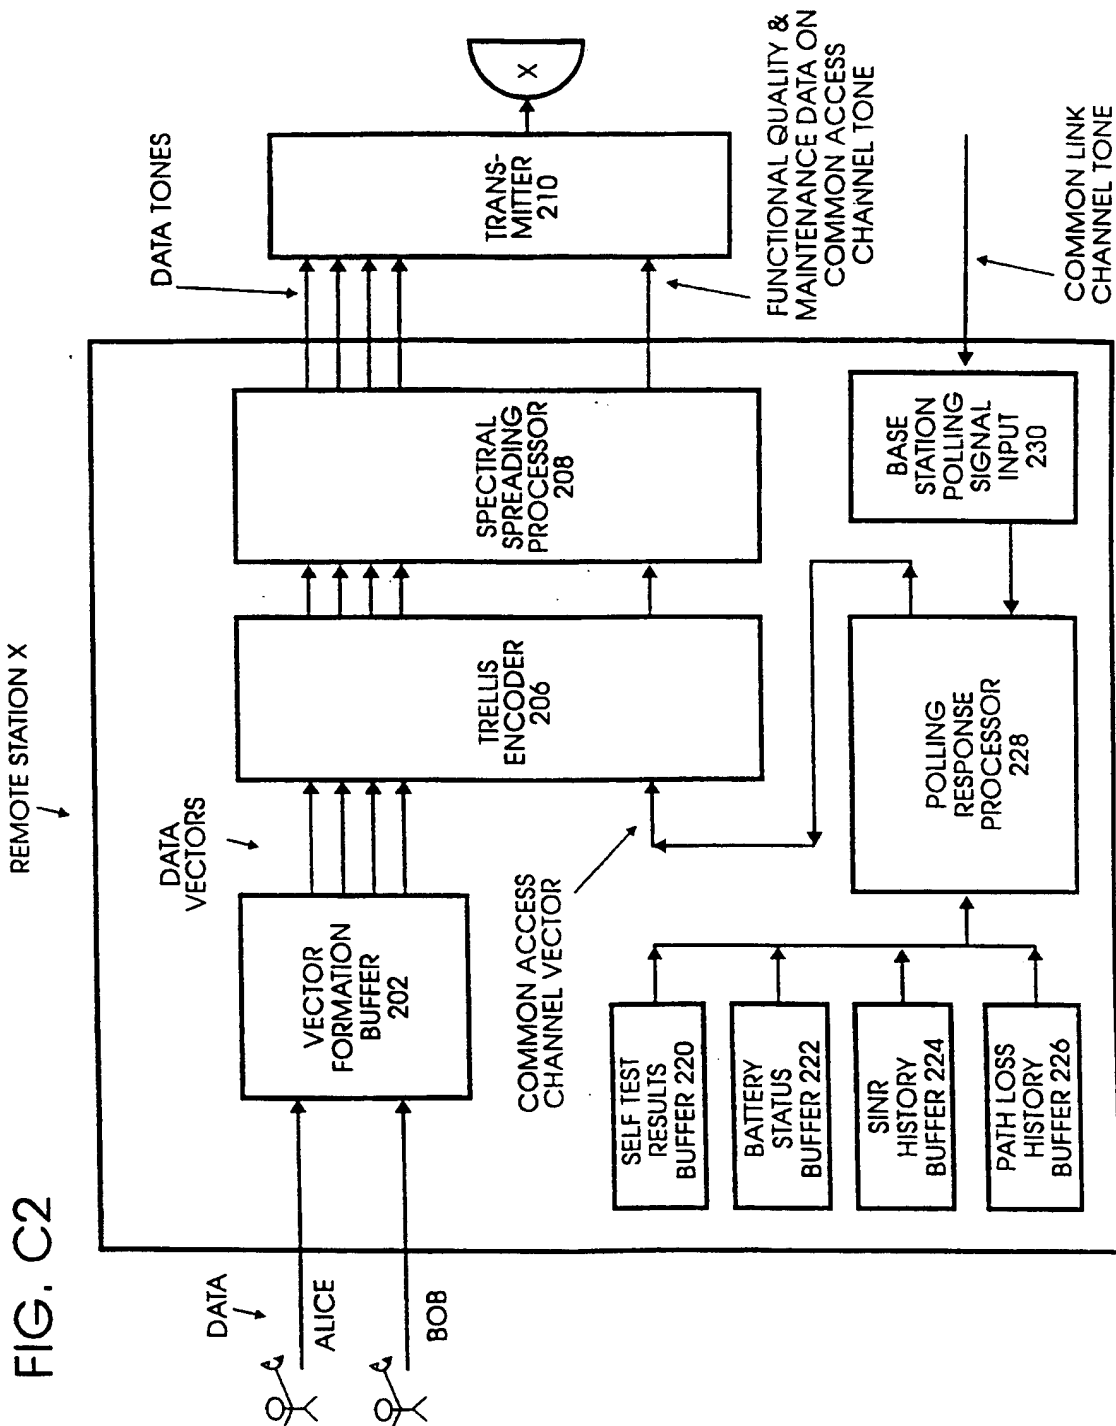 FIG. C2
REMOTE STATION X
DATA
ALICE
BOB
VECTOR
FORMATION
BUFFER
202
DATA
VECTORS
TRELLIS
ENCODER
206
SPECTRAL
SPREADING
PROCESSOR
208
DATA TONES
TRANS-
MITTER
210
X
FUNCTIONAL QUALITY &
MAINTENANCE DATA ON
COMMON ACCESS
CHANNEL TONE
COMMON ACCESS
CHANNEL VECTOR
SELF TEST
RESULTS
BUFFER 220
BATTERY
STATUS
BUFFER 222
SINR
HISTORY
BUFFER 224
PATH LOSS
HISTORY
BUFFER 226
POLLING
RESPONSE
PROCESSOR
228
BASE
STATION
POLLING
SIGNAL
INPUT
230
COMMON LINK
CHANNEL TONE